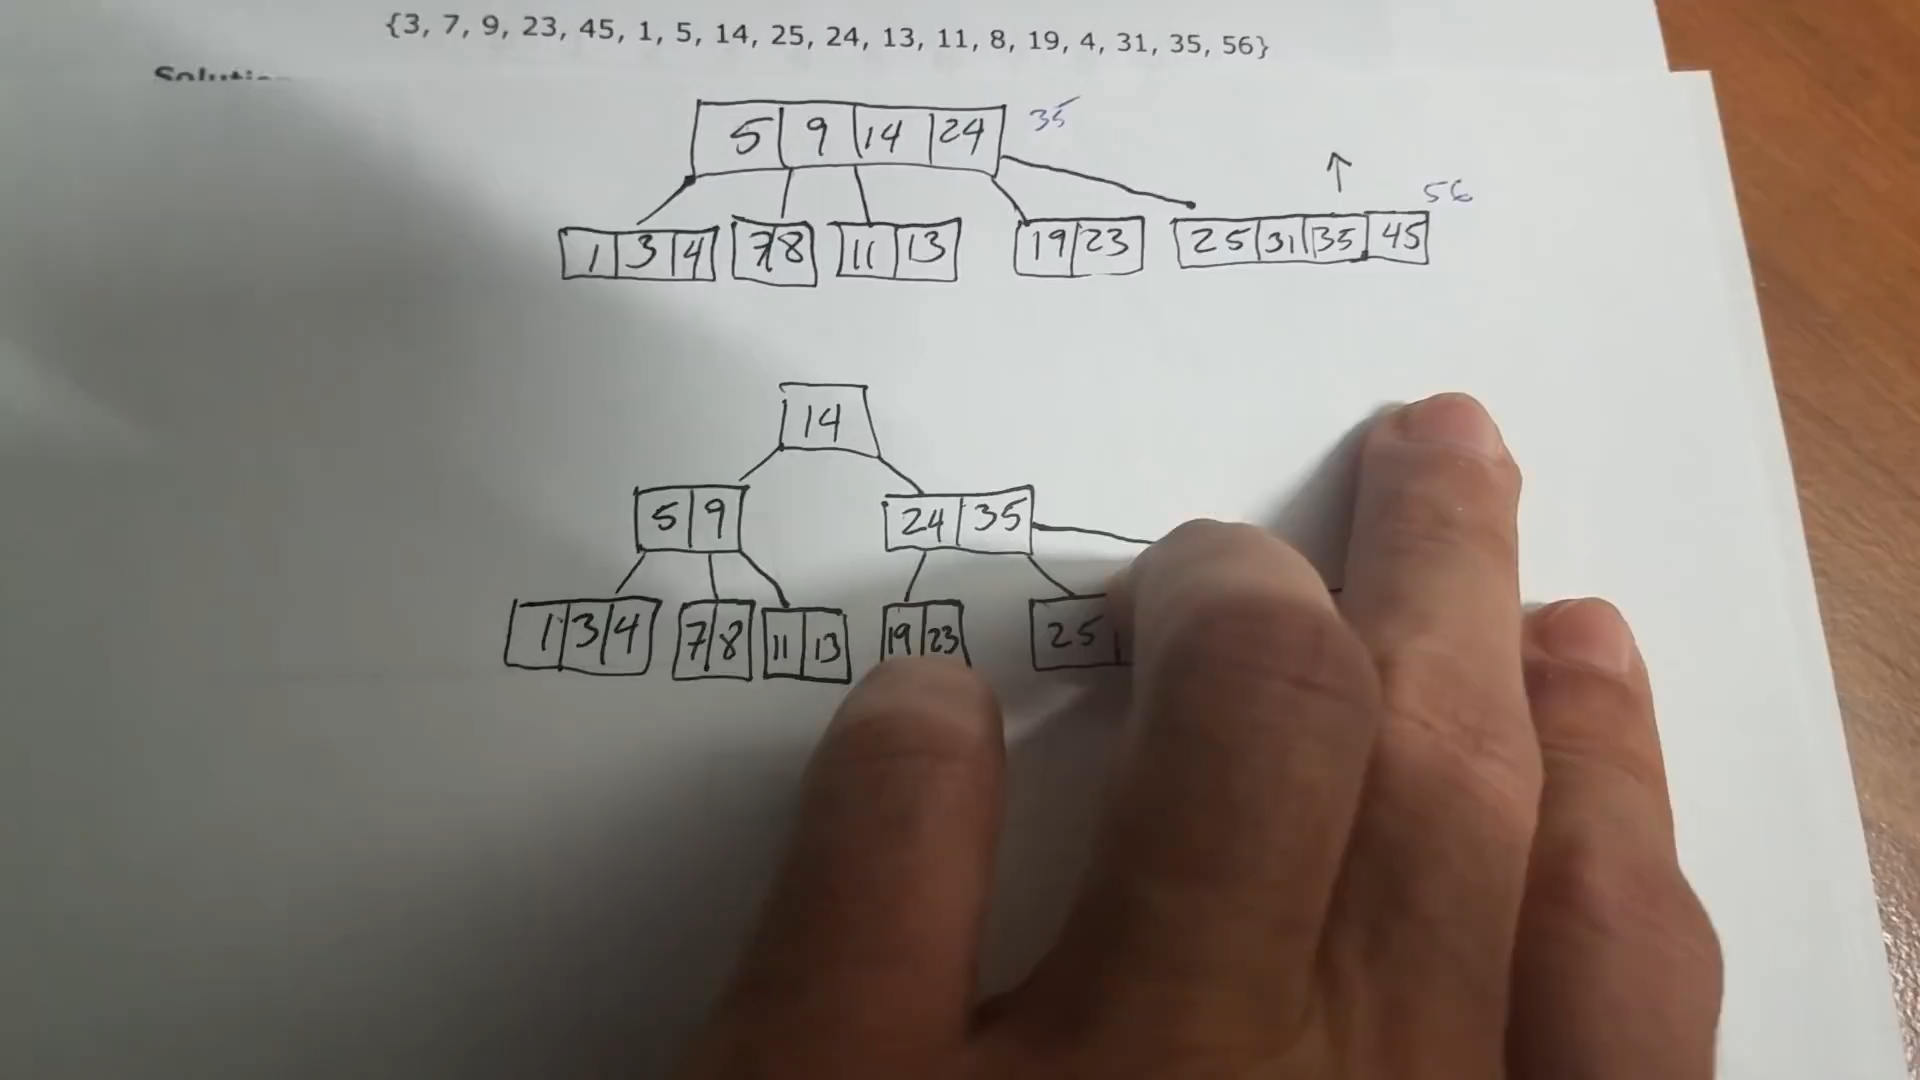 {3, 7, 9, 23, 45, 1, 5, 14, 25, 24, 13, 11, 8, 19, 4, 31, 35, 56}
5 9 14 24 35
56
1 3 4 7 8 11 13 19 23 25 31 35 45
14
5 9 24 35
1 3 4 7 8 11 13 19 23 25